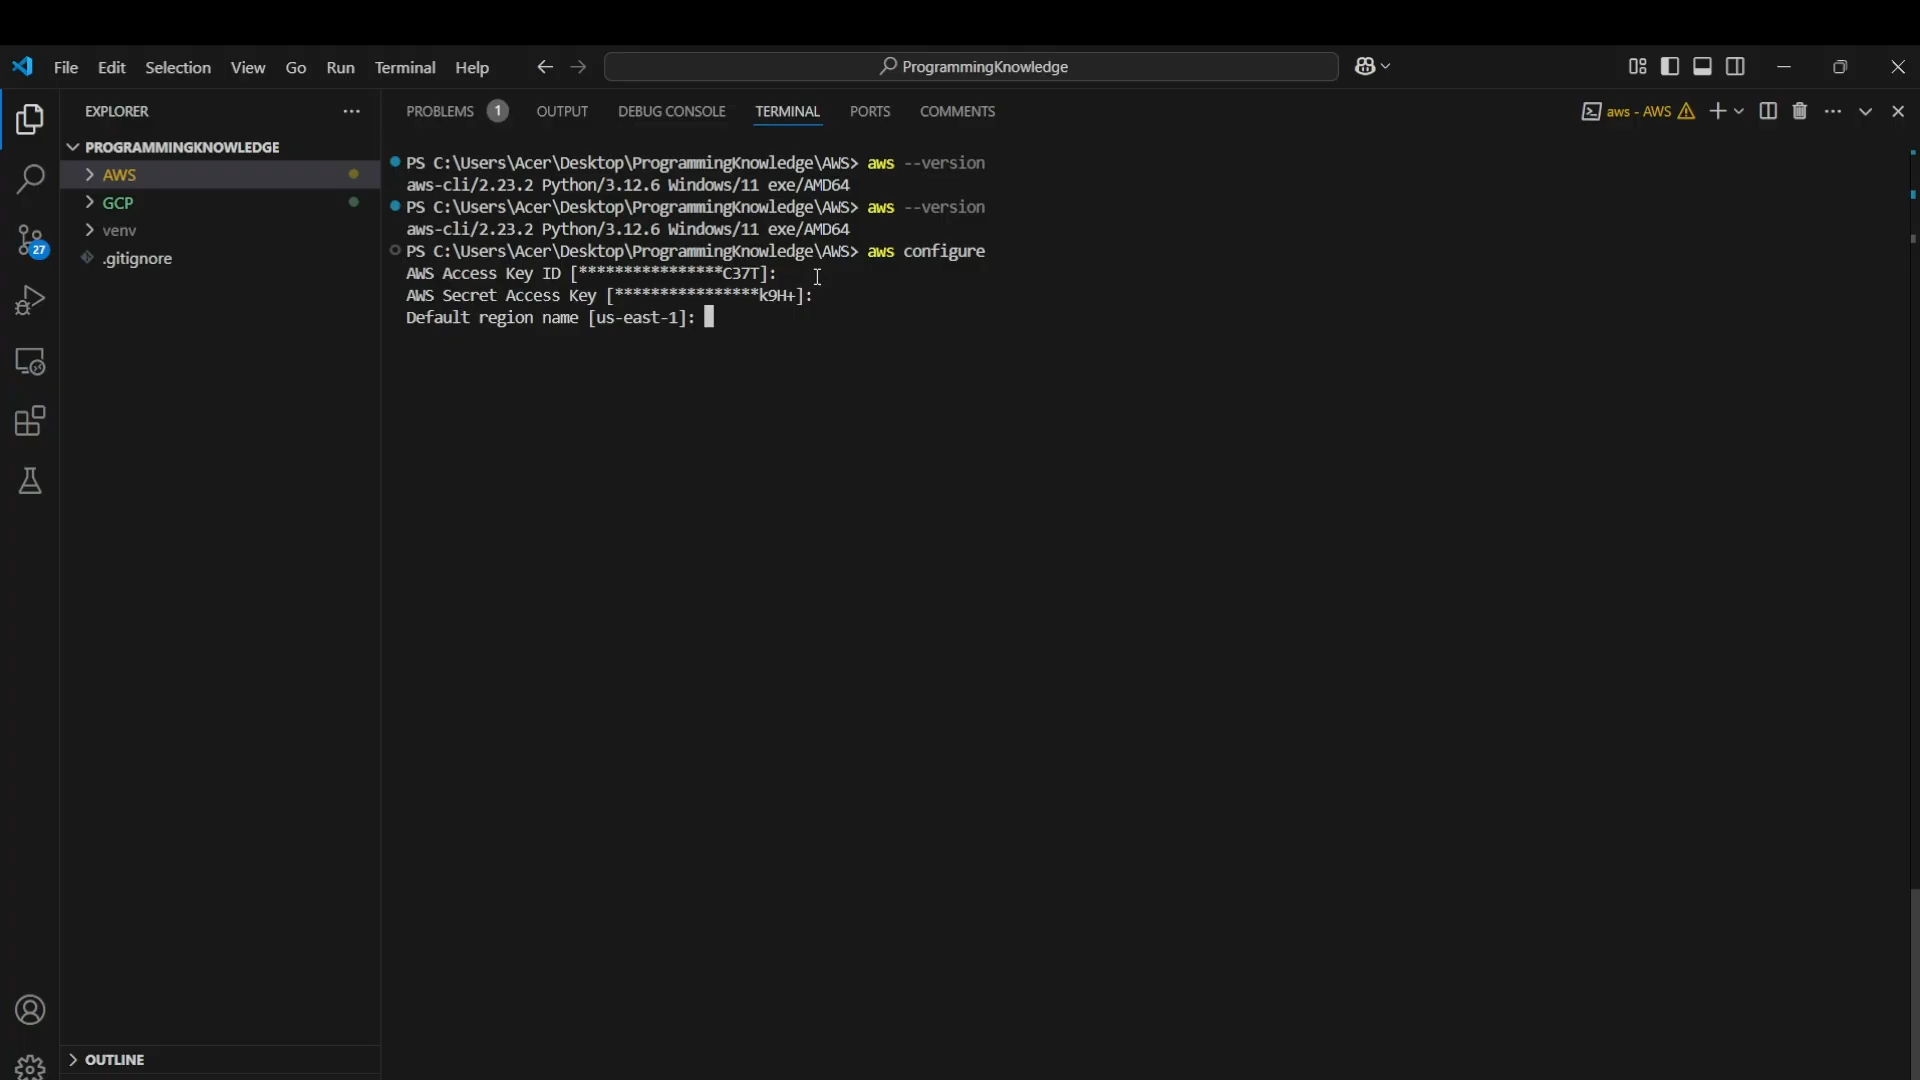 File Edit Selection View Go Run Terminal Help
ProgrammingKnowledge
EXPLORER
PROGRAMMINGKNOWLEDGE
AWS
GCP
venv
.gitignore
27
OUTLINE
PROBLEMS 1 OUTPUT DEBUG CONSOLE TERMINAL PORTS COMMENTS
aws - AWS
PS C:\Users\Acer\Desktop\ProgrammingKnowledge\AWS> aws --version
aws-cli/2.23.2 Python/3.12.6 Windows/11 exe/AMD64
PS C:\Users\Acer\Desktop\ProgrammingKnowledge\AWS> aws --version
aws-cli/2.23.2 Python/3.12.6 Windows/11 exe/AMD64
PS C:\Users\Acer\Desktop\ProgrammingKnowledge\AWS> aws configure
AWS Access Key ID [****************C37T]:
AWS Secret Access Key [****************k9H+]:
Default region name [us-east-1]: